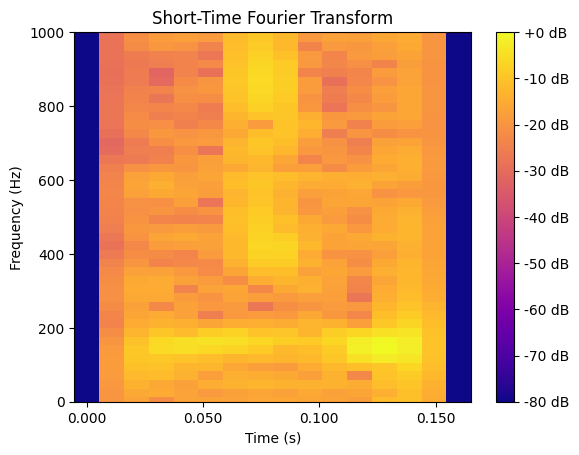 Short-Time Fourier Transform
1000
800
600
400
200
0
Frequency (Hz)
0.000
0.050
0.100
0.150
Time (s)
+0 dB
-10 dB
-20 dB
-30 dB
-40 dB
-50 dB
-60 dB
-70 dB
-80 dB